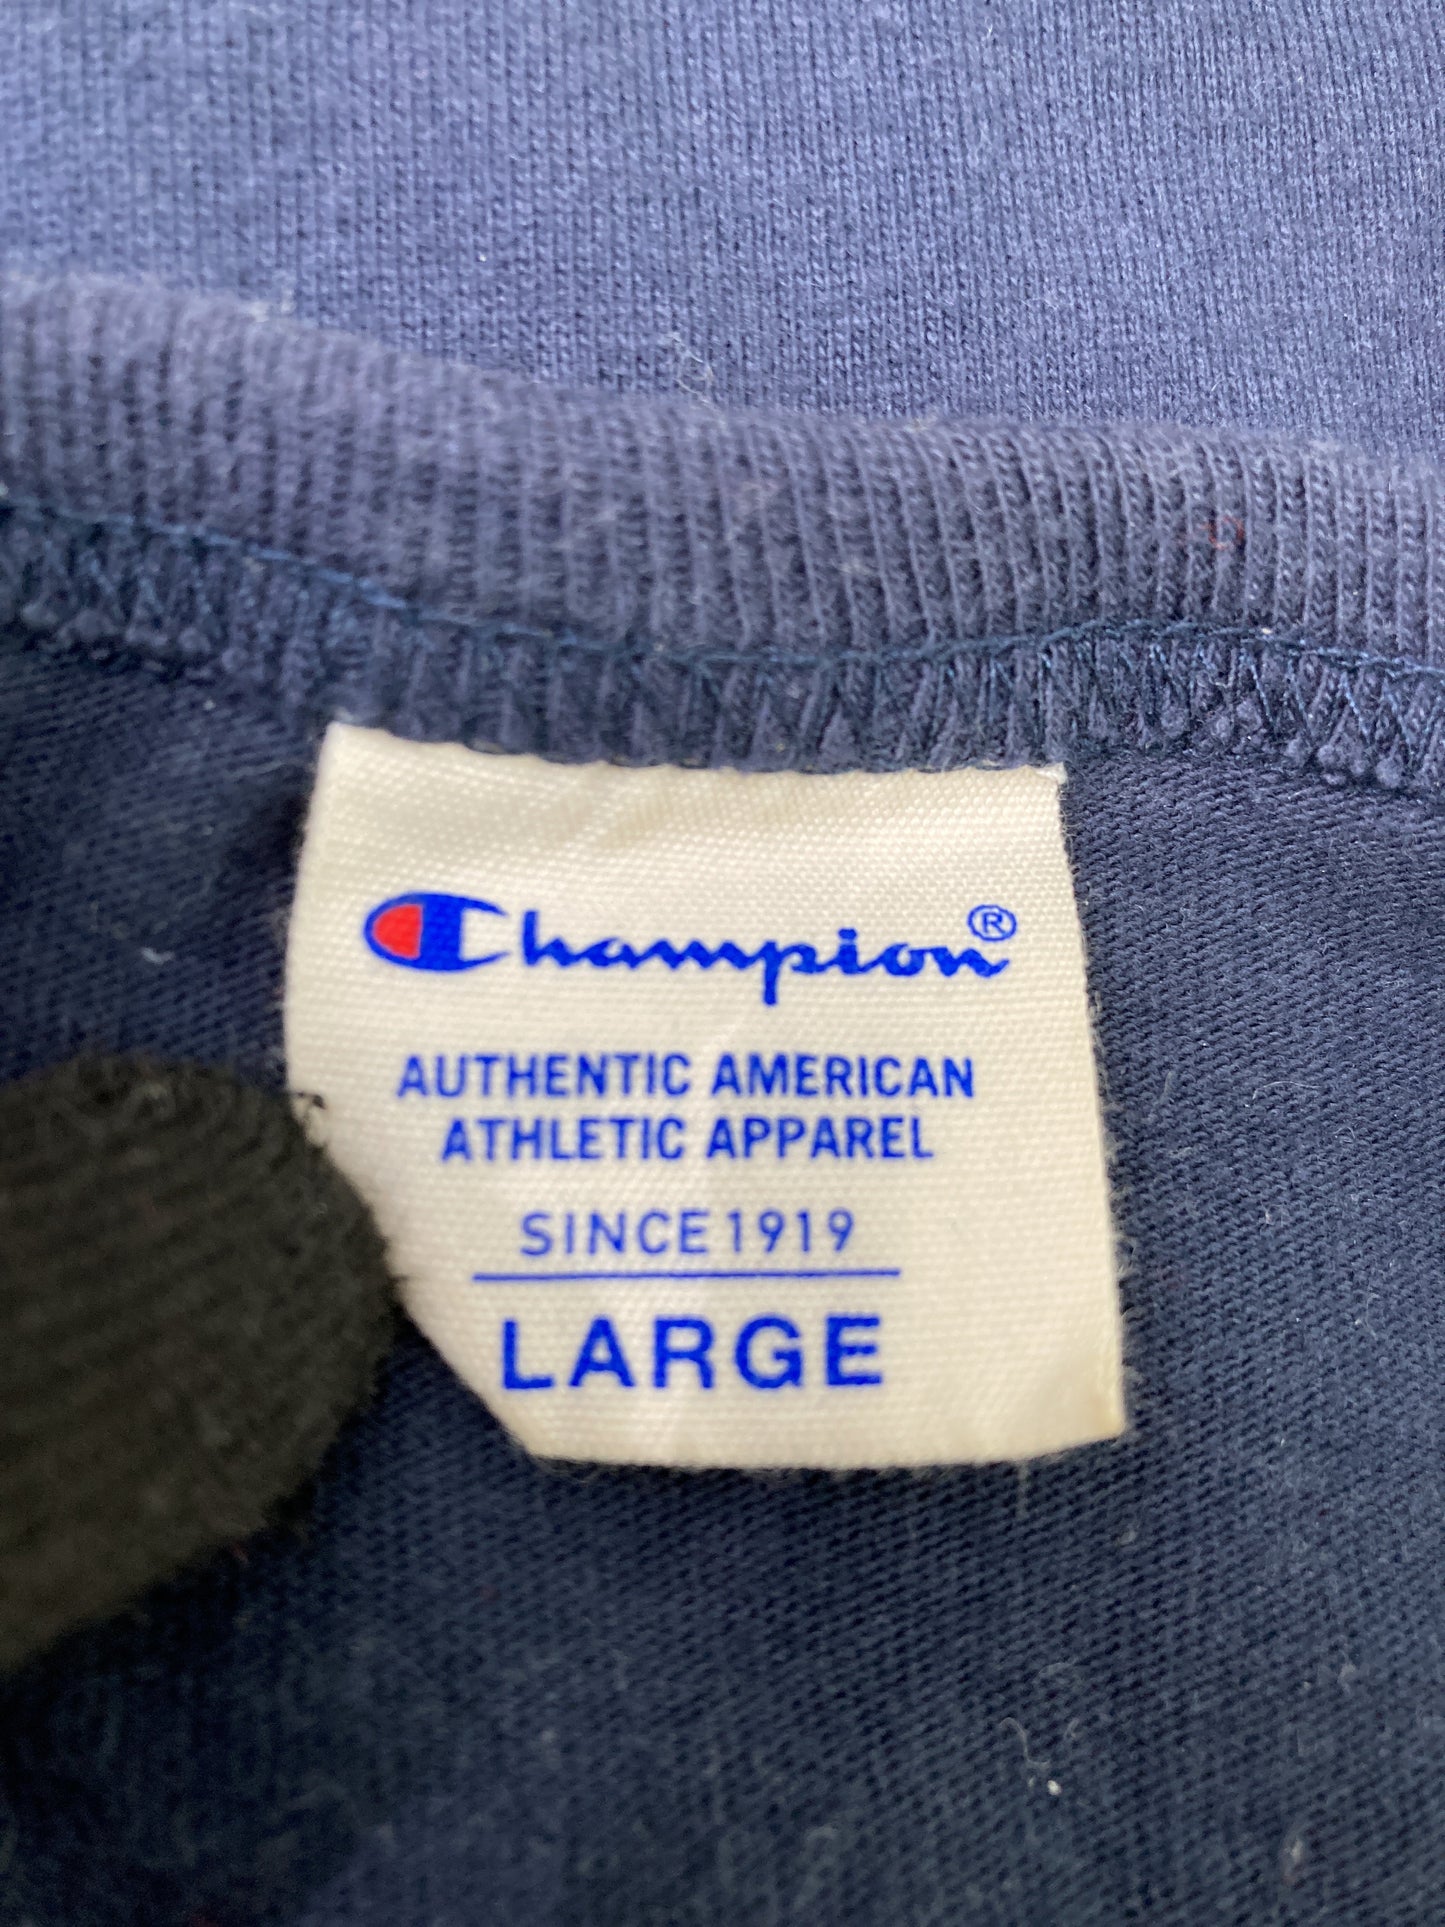 Champion®
AUTHENTIC AMERICAN
ATHLETIC APPAREL
SINCE 1919
LARGE